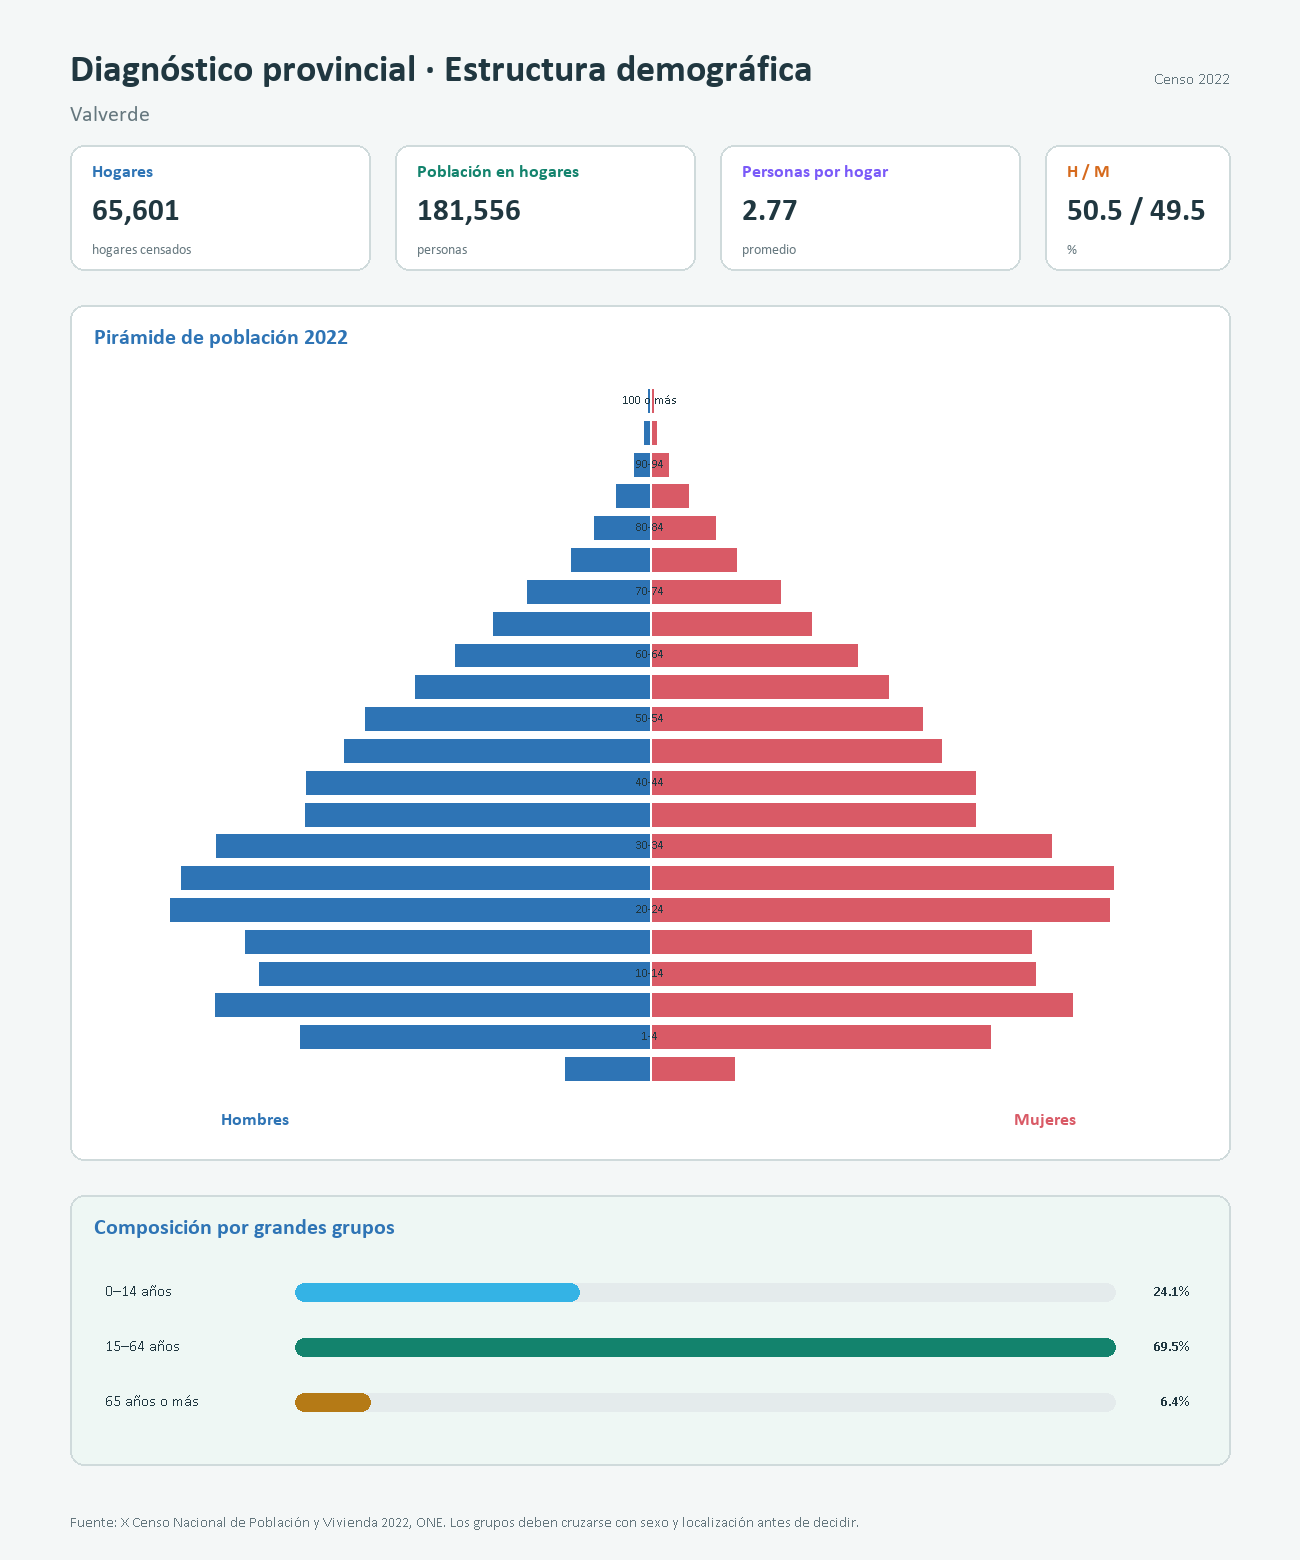 Diagnóstico provincial · Estructura demográfica
Censo 2022
Valverde
Hogares
65,601
hogares censados
Población en hogares
181,556
personas
Personas por hogar
2.77
promedio
H / M
50.5 / 49.5
%
Pirámide de población 2022
100 o más
90-94
80-84
70-74
60-64
50-54
40-44
30-34
20-24
10-14
1-4
Hombres
Mujeres
Composición por grandes grupos
0–14 años
24.1%
15–64 años
69.5%
65 años o más
6.4%
Fuente: X Censo Nacional de Población y Vivienda 2022, ONE. Los grupos deben cruzarse con sexo y localización antes de decidir.